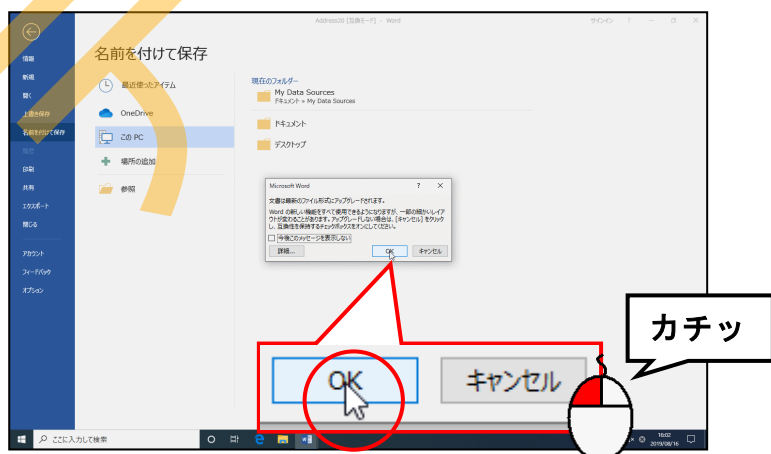 Address20 [互換モード] - Word
サインイン ? － □ ×
名前を付けて保存
情報
新規
開く
上書き保存
名前を付けて保存
履歴
印刷
共有
エクスポート
閉じる
アカウント
フィードバック
オプション
最近使ったアイテム
OneDrive
この PC
場所の追加
参照
現在のフォルダー
My Data Sources
ドキュメント » My Data Sources
ドキュメント
デスクトップ
Microsoft Word ? ×
文書は最新のファイル形式にアップグレードされます。
Word の新しい機能をすべて使用できるようになりますが、一部の細かいレイア
ウトが変わることがあります。アップグレードしない場合は、[キャンセル] をクリック
し、互換性を保持するチェックボックスをオンにしてください。
今後このメッセージを表示しない
詳細... OK キャンセル
OK キャンセル
カチッ
ここに入力して検索
16:02
2019/08/16